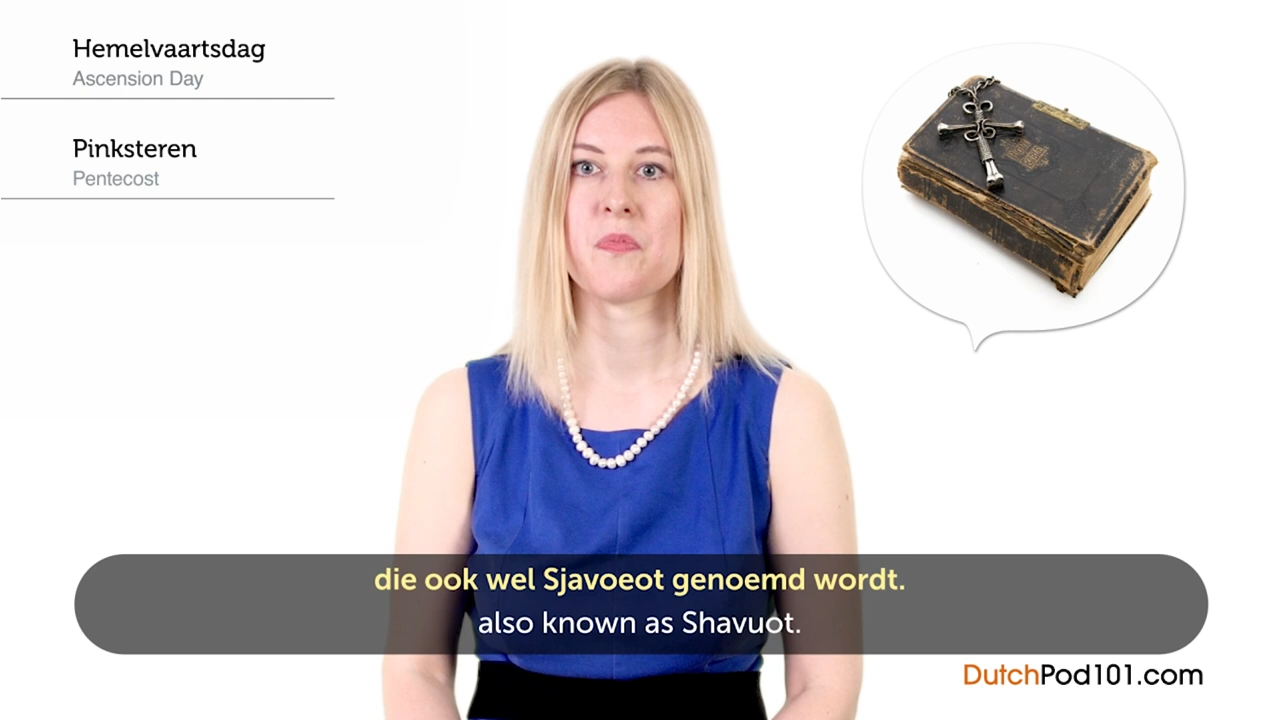 Hemelvaartsdag
Ascension Day
Pinksteren
Pentecost
die ook wel Sjavoeot genoemd wordt.
also known as Shavuot.
DutchPod101.com